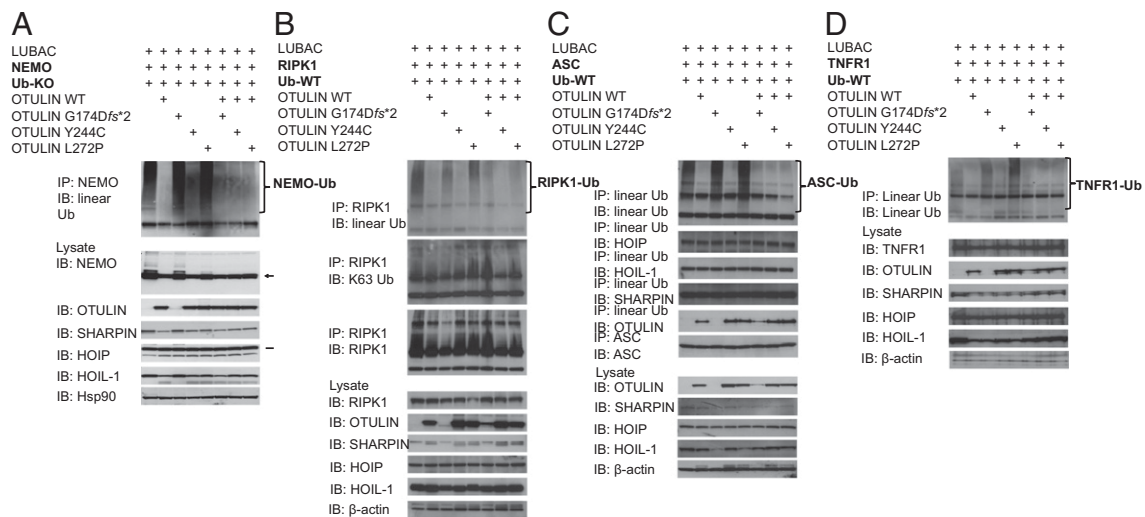 A
LUBAC + + + + + + + +
NEMO + + + + + + + +
Ub-KO + + + + + + + +
OTULIN WT + + + +
OTULIN G174Dfs*2 + +
OTULIN Y244C + +
OTULIN L272P + +
IP: NEMO
IB: linear
Ub
NEMO-Ub
Lysate
IB: NEMO
IB: OTULIN
IB: SHARPIN
IB: HOIP
IB: HOIL-1
IB: Hsp90
B
LUBAC + + + + + + + +
RIPK1 + + + + + + + +
Ub-WT + + + + + + + +
OTULIN WT + + + +
OTULIN G174Dfs*2 + +
OTULIN Y244C + +
OTULIN L272P + +
RIPK1-Ub
IP: RIPK1
IB: linear Ub
IP: RIPK1
IB: K63 Ub
IP: RIPK1
IB: RIPK1
Lysate
IB: RIPK1
IB: OTULIN
IB: SHARPIN
IB: HOIP
IB: HOIL-1
IB: β-actin
C
LUBAC + + + + + + + +
ASC + + + + + + + +
Ub-WT + + + + + + + +
OTULIN WT + + + +
OTULIN G174Dfs*2 + +
OTULIN Y244C + +
OTULIN L272P + +
ASC-Ub
IP: linear Ub
IB: linear Ub
IP: linear Ub
IB: HOIP
IP: linear Ub
IB: HOIL-1
IP: linear Ub
IB: SHARPIN
IP: linear Ub
IB: OTULIN
IP: ASC
IB: ASC
Lysate
IB: OTULIN
IB: SHARPIN
IB: HOIP
IB: HOIL-1
IB: β-actin
D
LUBAC + + + + + + + +
TNFR1 + + + + + + + +
Ub-WT + + + + + + + +
OTULIN WT + + + +
OTULIN G174Dfs*2 + +
OTULIN Y244C + +
OTULIN L272P + +
TNFR1-Ub
IP: Linear Ub
IB: Linear Ub
Lysate
IB: TNFR1
IB: OTULIN
IB: SHARPIN
IB: HOIP
IB: HOIL-1
IB: β-actin